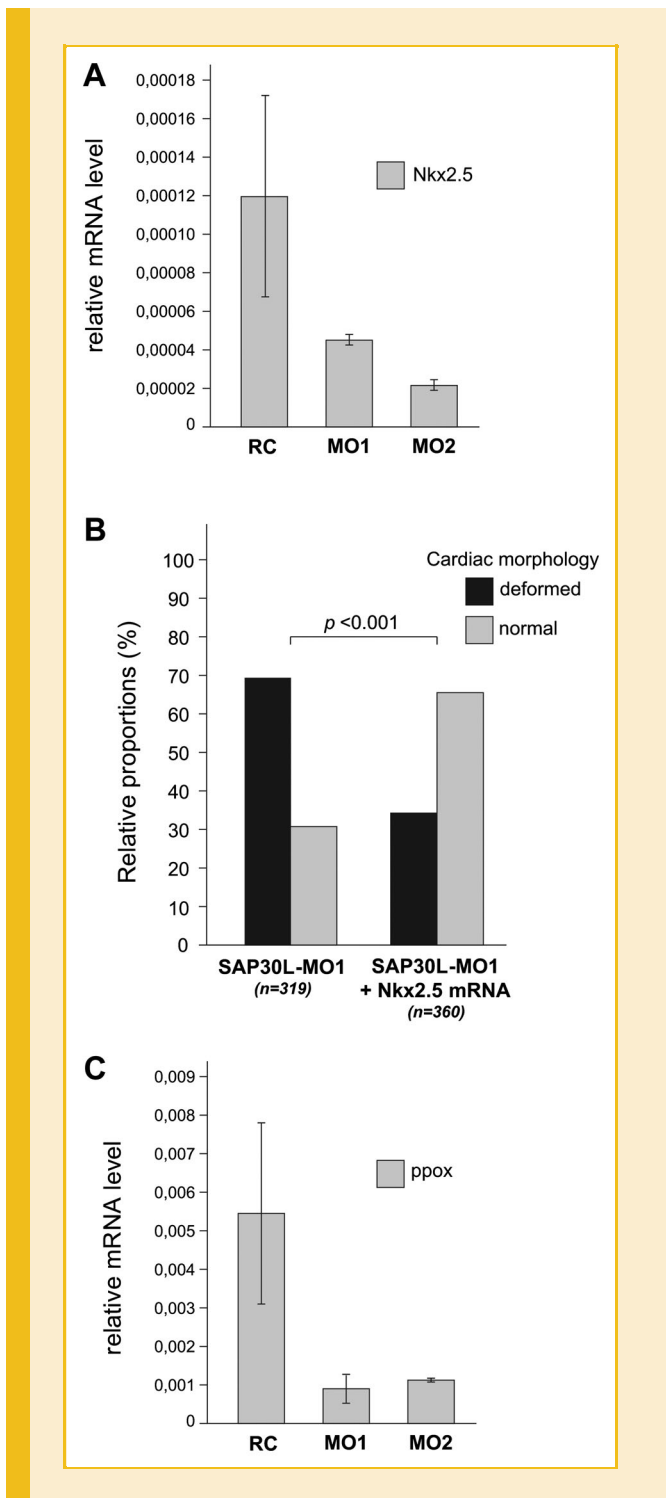 A
relative mRNA level
0,00018
0,00016
0,00014
0,00012
0,00010
0,00008
0,00006
0,00004
0,00002
0
Nkx2.5
RC MO1 MO2
B
Relative proportions (%)
100
90
80
70
60
50
40
30
20
10
0
Cardiac morphology
deformed
normal
p <0.001
SAP30L-MO1
(n=319)
SAP30L-MO1
+ Nkx2.5 mRNA
(n=360)
C
relative mRNA level
0,009
0,008
0,007
0,006
0,005
0,004
0,003
0,002
0,001
0
ppox
RC MO1 MO2